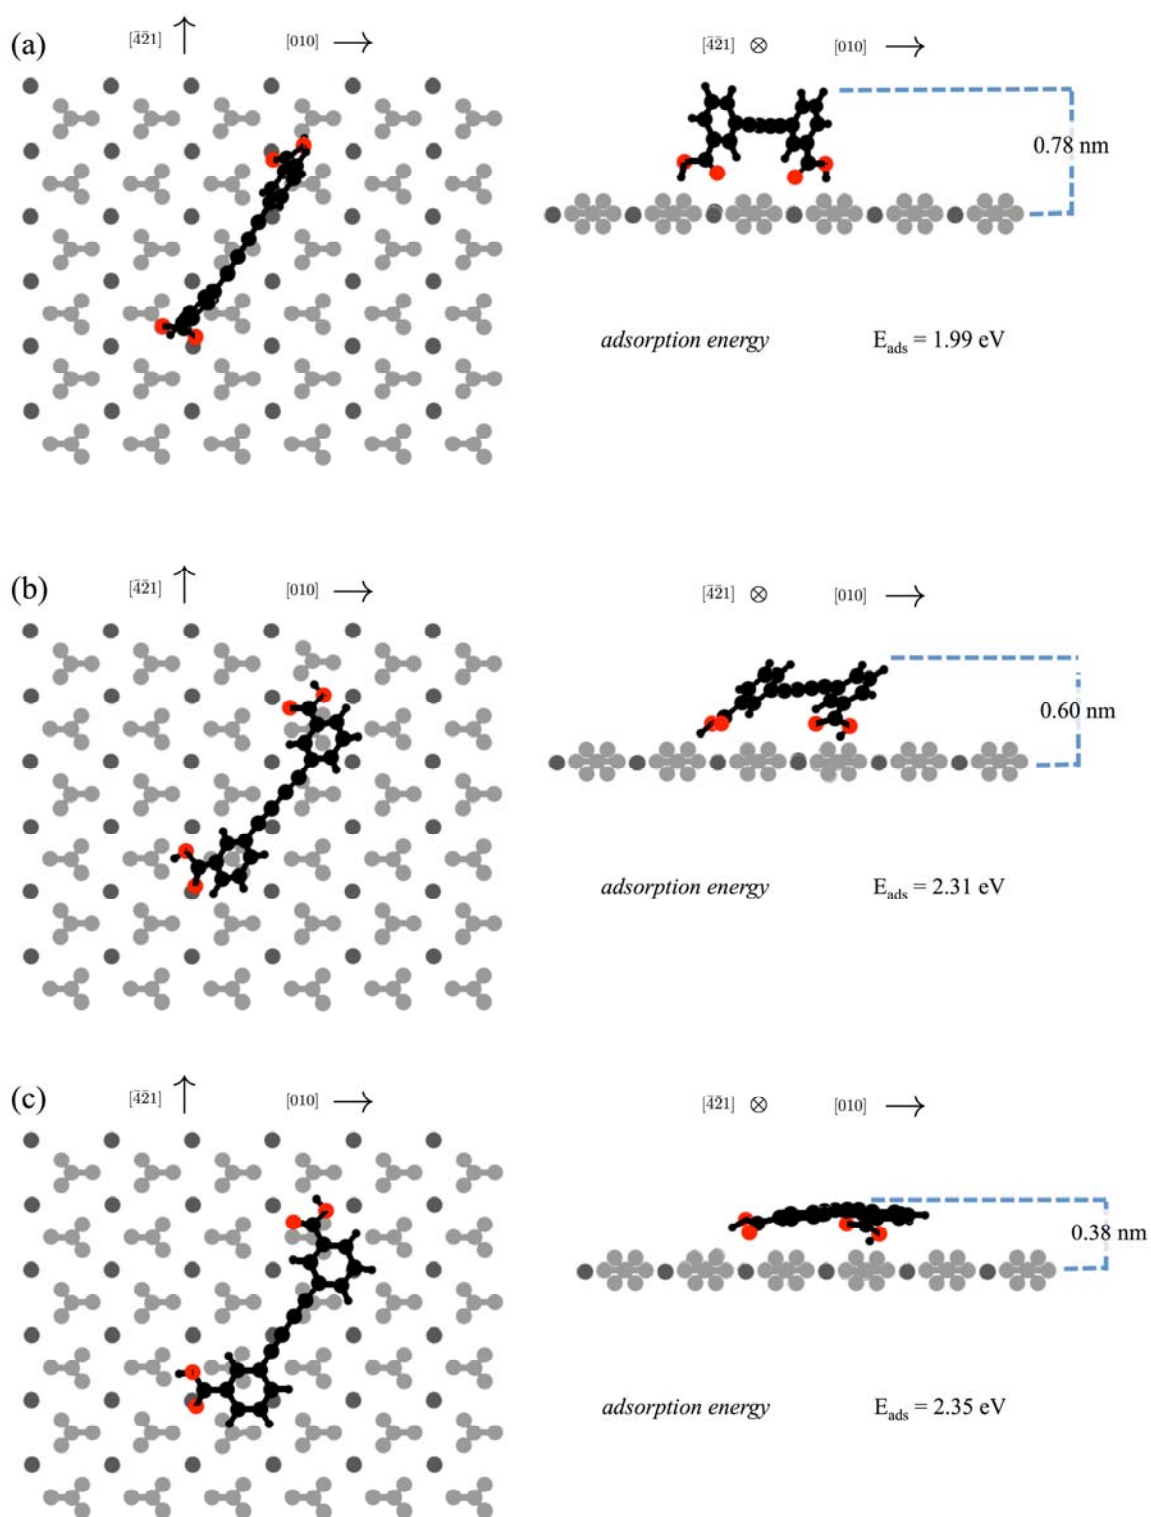 (a)
[4̅2̅1] ↑ [010] →
[4̅2̅1] ⊗ [010] →
0.78 nm
adsorption energy E_ads = 1.99 eV
(b)
[4̅2̅1] ↑ [010] →
[4̅2̅1] ⊗ [010] →
0.60 nm
adsorption energy E_ads = 2.31 eV
(c)
[4̅2̅1] ↑ [010] →
[4̅2̅1] ⊗ [010] →
0.38 nm
adsorption energy E_ads = 2.35 eV